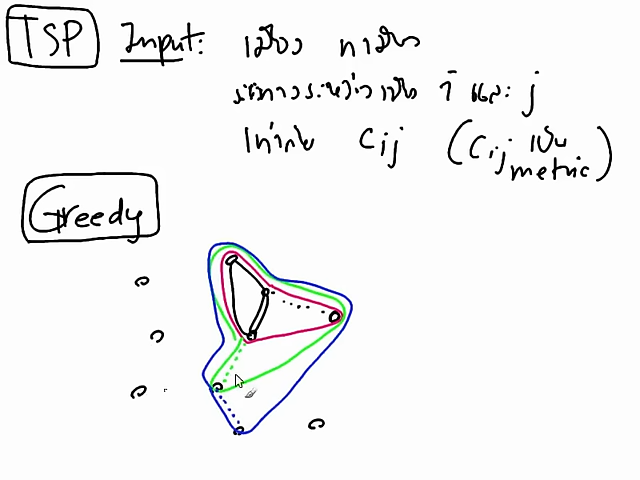 TSP Input: เมือง n เมือง
ระยะทางระหว่างเมือง i และ j
เท่ากับ Cij (Cij เป็น metric)
Greedy